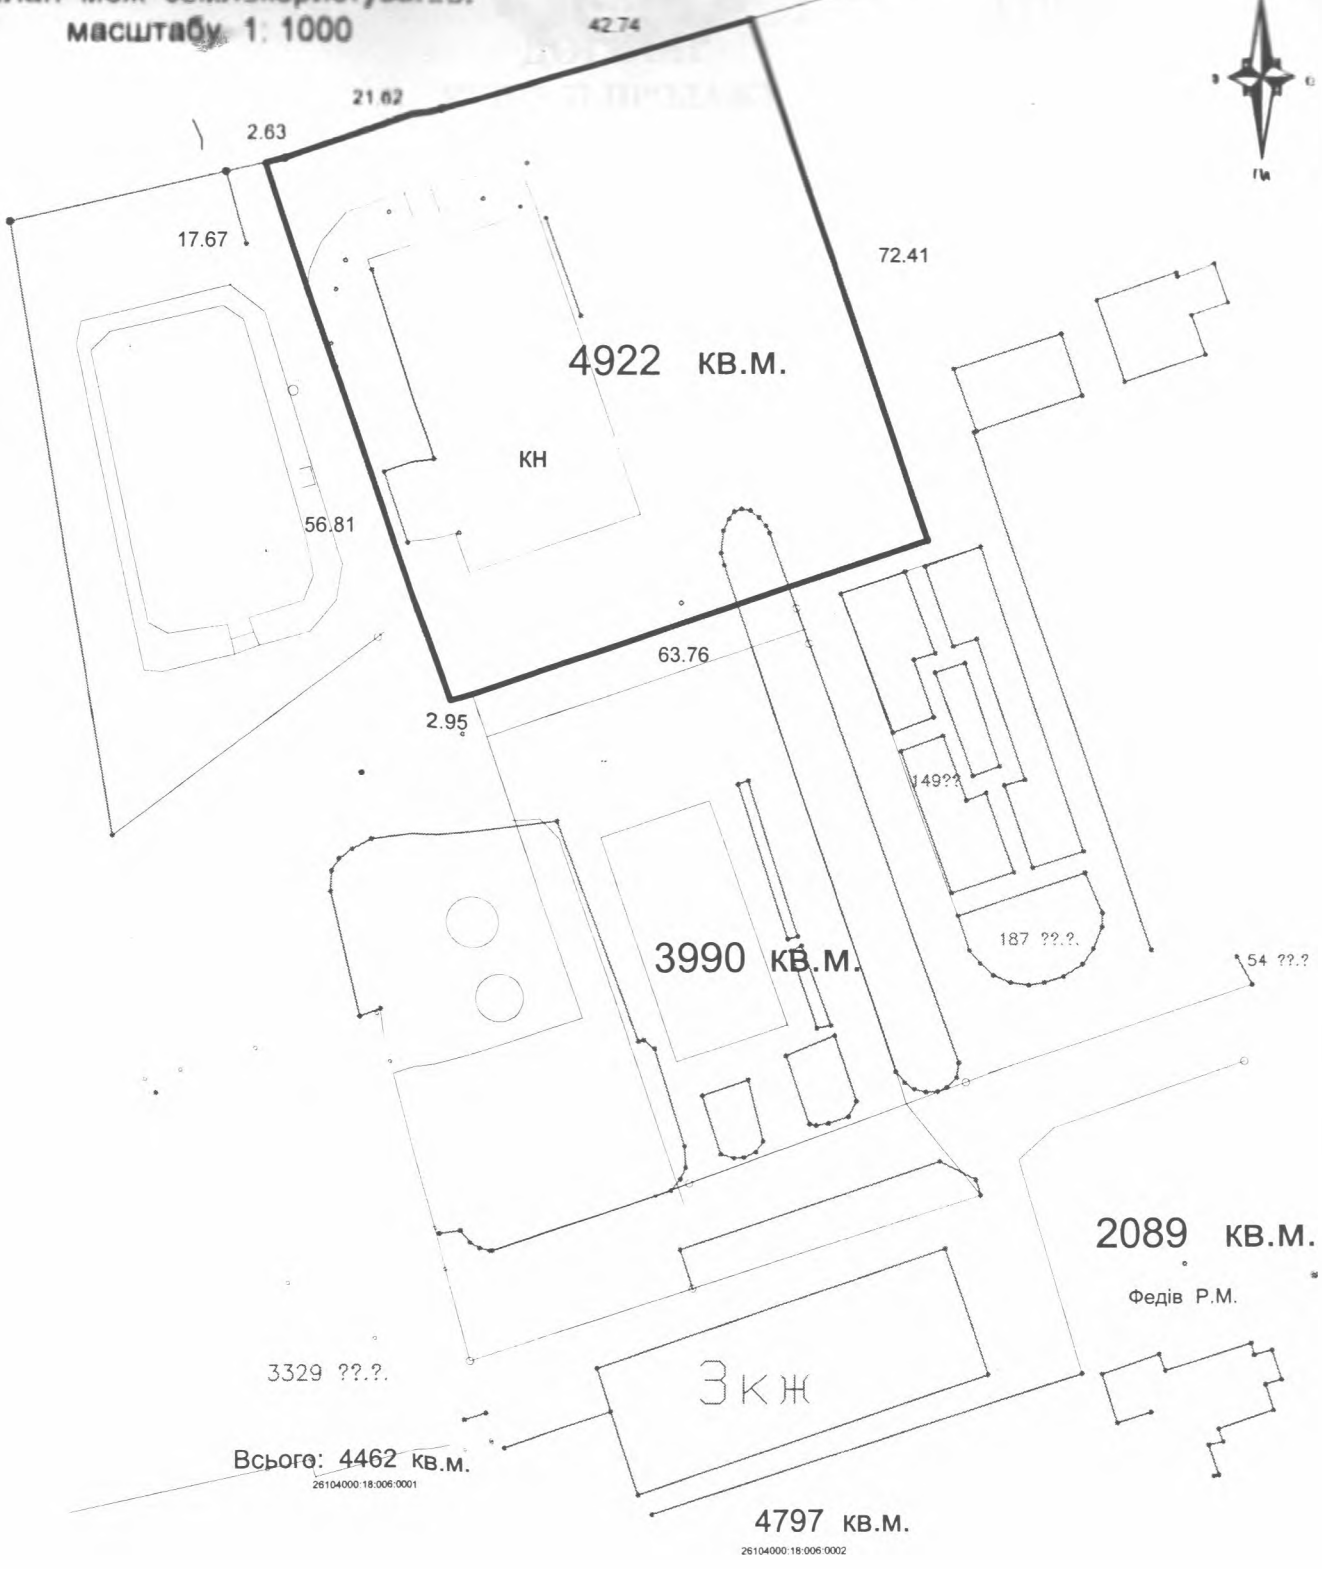 масштабу 1: 1000
42.74
21.62
2.63
17.67
72.41
4922 кв.м.
КН
56.81
63.76
2.95
149??
3990 кв.м.
187 ??.?.
54 ??.?
2089 кв.м.
Федів Р.М.
3329 ??.?.
3кж
Всього: 4462 кв.м.
26104000:18:006:0001
4797 кв.м.
26104000:18:006:0002